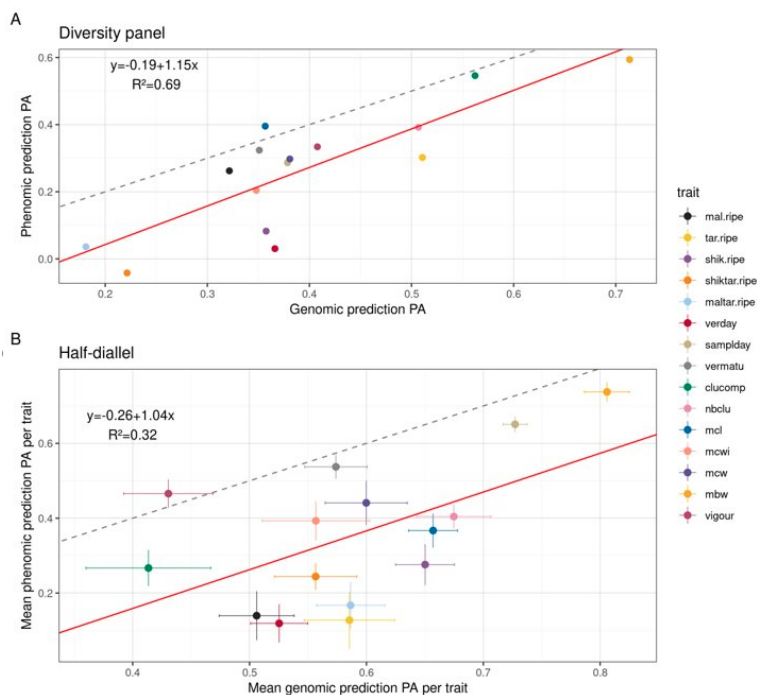 A
Diversity panel
y=-0.19+1.15x
R²=0.69
0.6
0.4
0.2
0.0
Phenomic prediction PA
0.2 0.3 0.4 0.5 0.6 0.7
Genomic prediction PA
B
Half-diallel
y=-0.26+1.04x
R²=0.32
0.6
0.4
0.2
Mean phenomic prediction PA per trait
0.4 0.5 0.6 0.7 0.8
Mean genomic prediction PA per trait
trait
mal.ripe
tar.ripe
shik.ripe
shiktar.ripe
maltar.ripe
verday
samplday
vermatu
clucomp
nbclu
mcl
mcwi
mcw
mbw
vigour